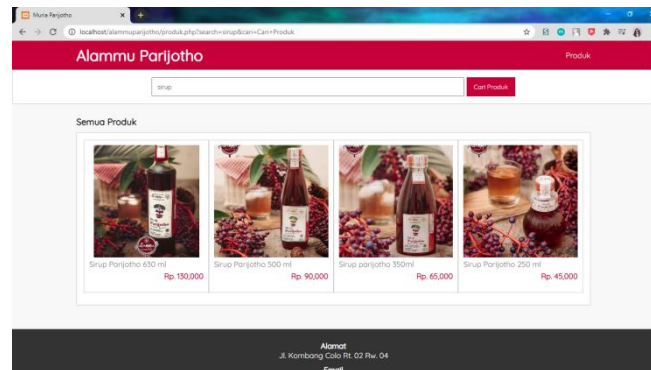 Muria Parijotho
localhost/alammuparijotho/produk.php?search=sirup&cari=Cari+Produk
Alammu Parijotho
Produk
sirup
Cari Produk
Semua Produk
Sirup Parijotho 630 ml
Rp. 130,000
Sirup Parijotho 500 ml
Rp. 90,000
Sirup parijotho 350ml
Rp. 65,000
Sirup Parijotho 250 ml
Rp. 45,000
Alamat
Jl. Kombang Colo Rt. 02 Rw. 04
Email